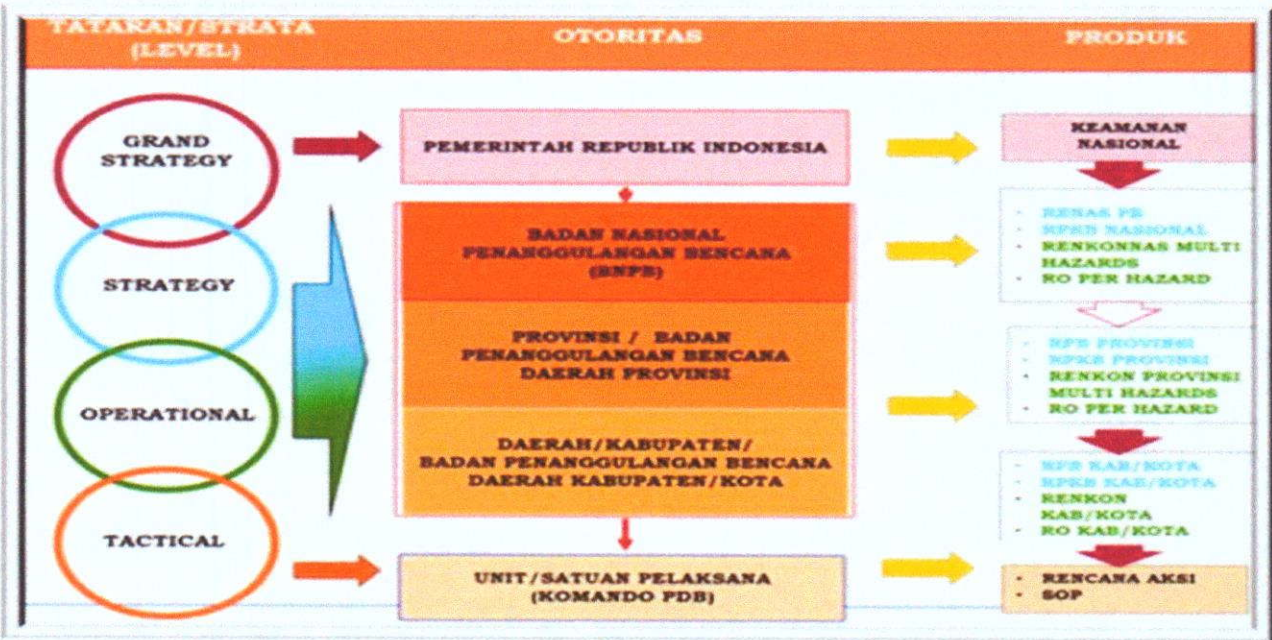 TATARAN/STRATA
(LEVEL)
OTORITAS
PRODUK
GRAND
STRATEGY
STRATEGY
OPERATIONAL
TACTICAL
PEMERINTAH REPUBLIK INDONESIA
BADAN NASIONAL
PENANGGULANGAN BENCANA
(BNPB)
PROVINSI / BADAN
PENANGGULANGAN BENCANA
DAERAH PROVINSI
DAERAH/KABUPATEN/
BADAN PENANGGULANGAN BENCANA
DAERAH KABUPATEN/KOTA
UNIT/SATUAN PELAKSANA
(KOMANDO PDB)
KEAMANAN
NASIONAL
- RENAS PB
- RPKB NASIONAL
- RENKONNAS MULTI
HAZARDS
- RO PER HAZARD
- RPB PROVINSI
- RPKB PROVINSI
- RENKON PROVINSI
MULTI HAZARDS
- RO PER HAZARD
- RPB KAB/KOTA
- RPKB KAB/KOTA
- RENKON
KAB/KOTA
- RO KAB/KOTA
- RENCANA AKSI
- SOP